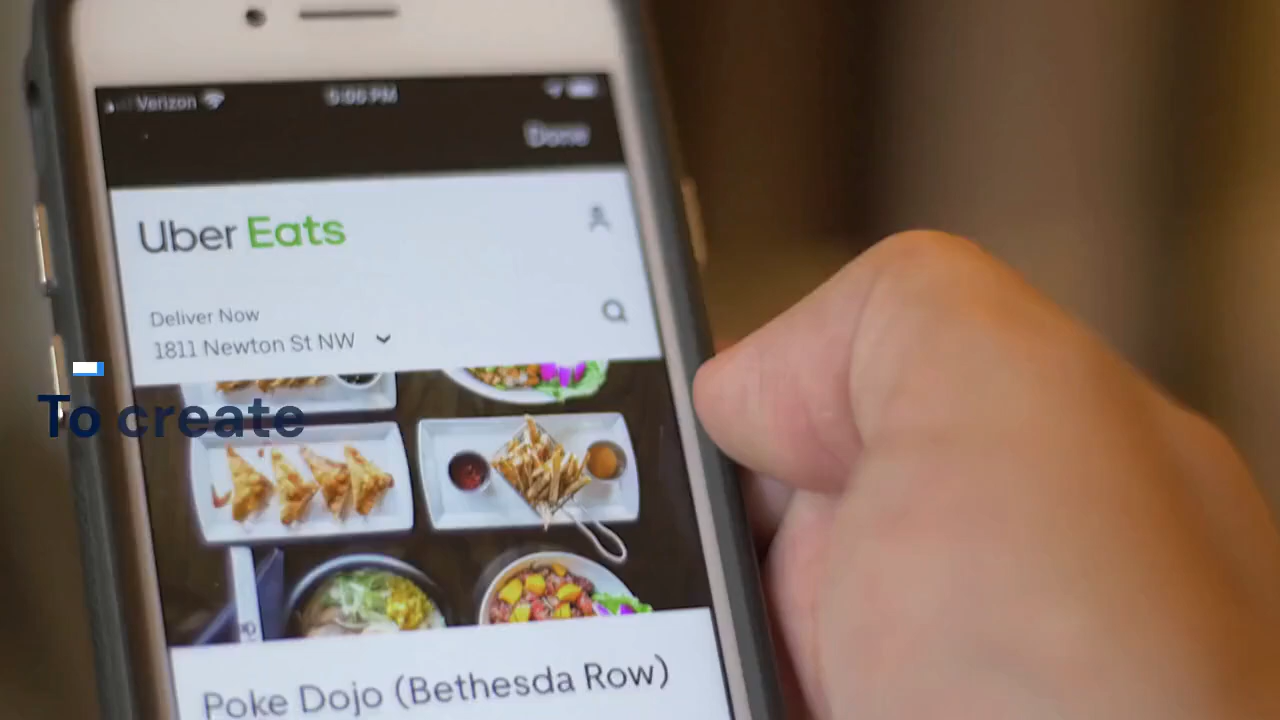 Verizon
5:00 PM
Done
Uber Eats
Deliver Now
1811 Newton St NW
To create
Poke Dojo (Bethesda Row)